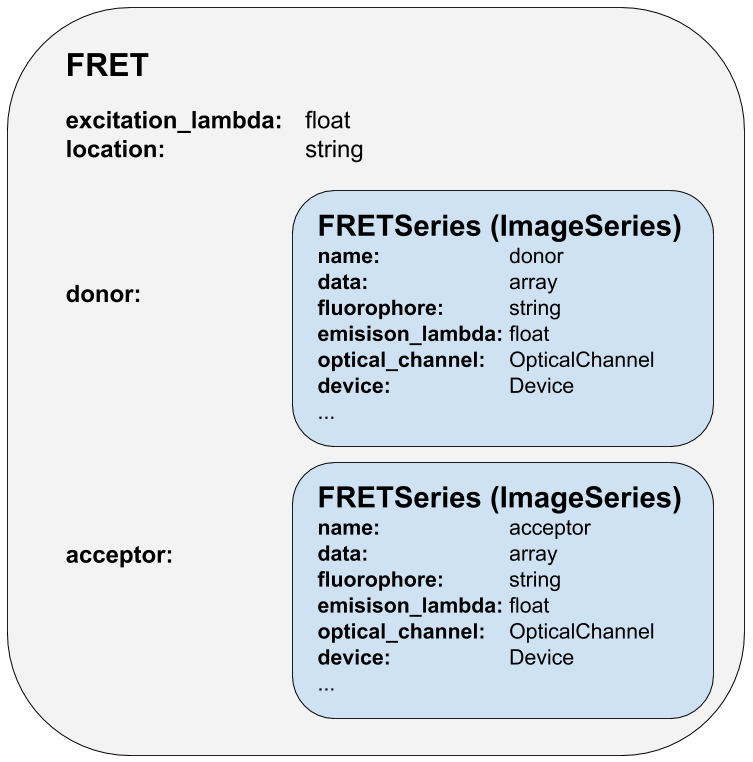 FRET
excitation_lambda: float
location: string
donor:
FRETSeries (ImageSeries)
name: donor
data: array
fluorophore: string
emisison_lambda: float
optical_channel: OpticalChannel
device: Device
...
acceptor:
FRETSeries (ImageSeries)
name: acceptor
data: array
fluorophore: string
emisison_lambda: float
optical_channel: OpticalChannel
device: Device
...